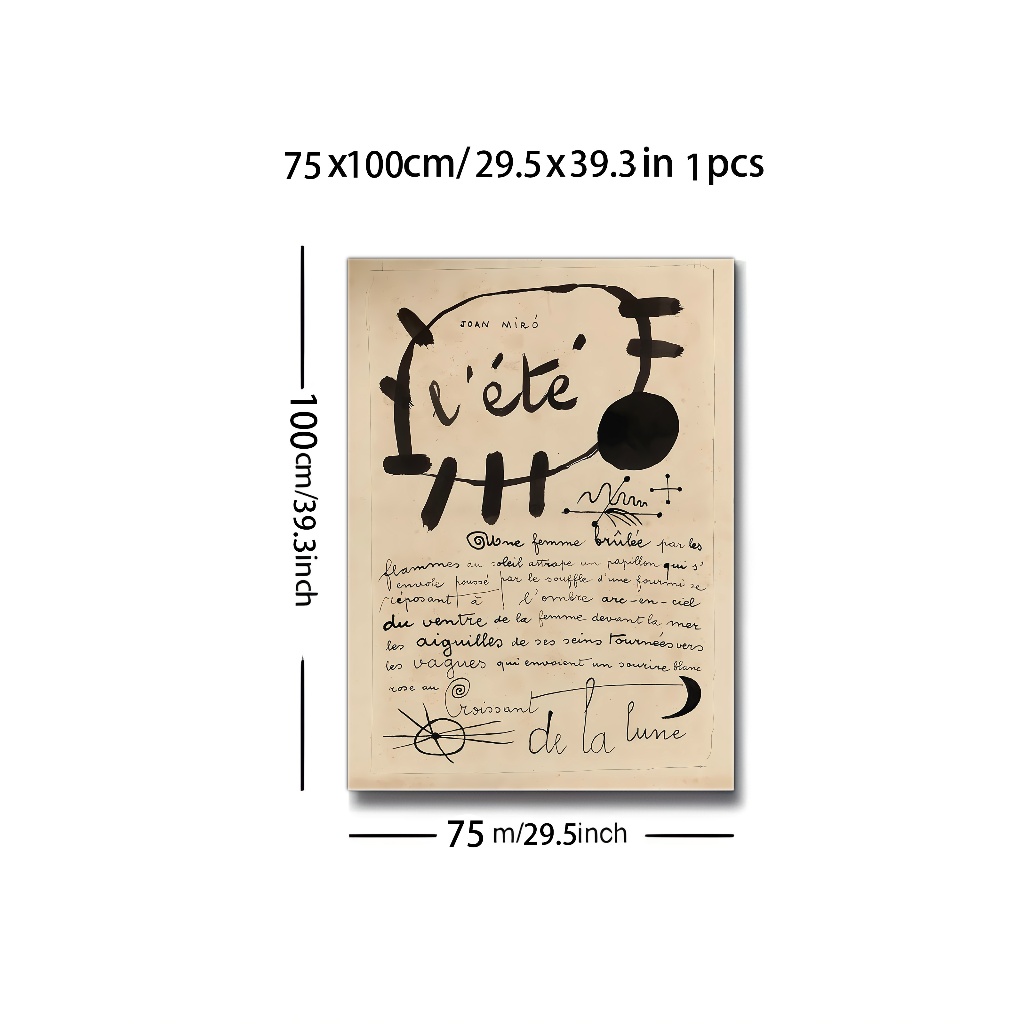 75x100cm/ 29.5x39.3in 1pcs
JOAN MIRÓ
l'été
Une femme brûlée par les
flammes au soleil attrape un papillon qui s'
envole poussé par le souffle d'une fourmi se
réposant à l'ombre arc-en-ciel
du ventre de la femme devant la mer
les aiguilles de ses seins tournées vers
les vagues qui envoient un sourire blanc
rose au Croissant
de la lune
100cm/39.3inch
75 m/29.5inch